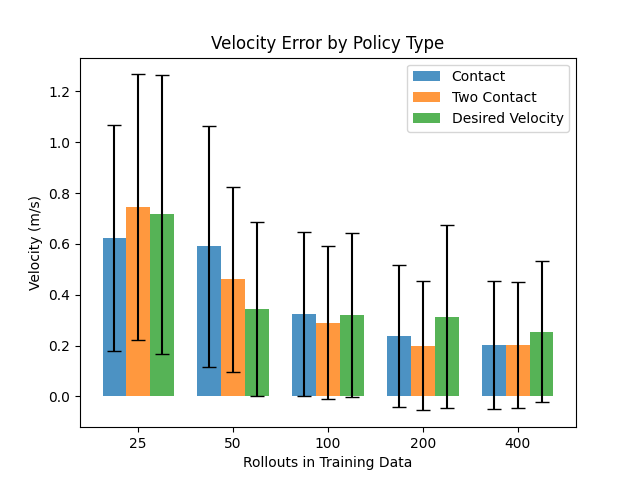 Velocity Error by Policy Type
Contact
Two Contact
Desired Velocity
Velocity (m/s)
1.2
1.0
0.8
0.6
0.4
0.2
0.0
25 50 100 200 400
Rollouts in Training Data